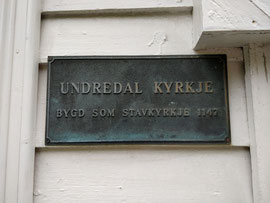 UNDREDAL KYRKJE
BYGD SOM STAVKYRKJE 1147